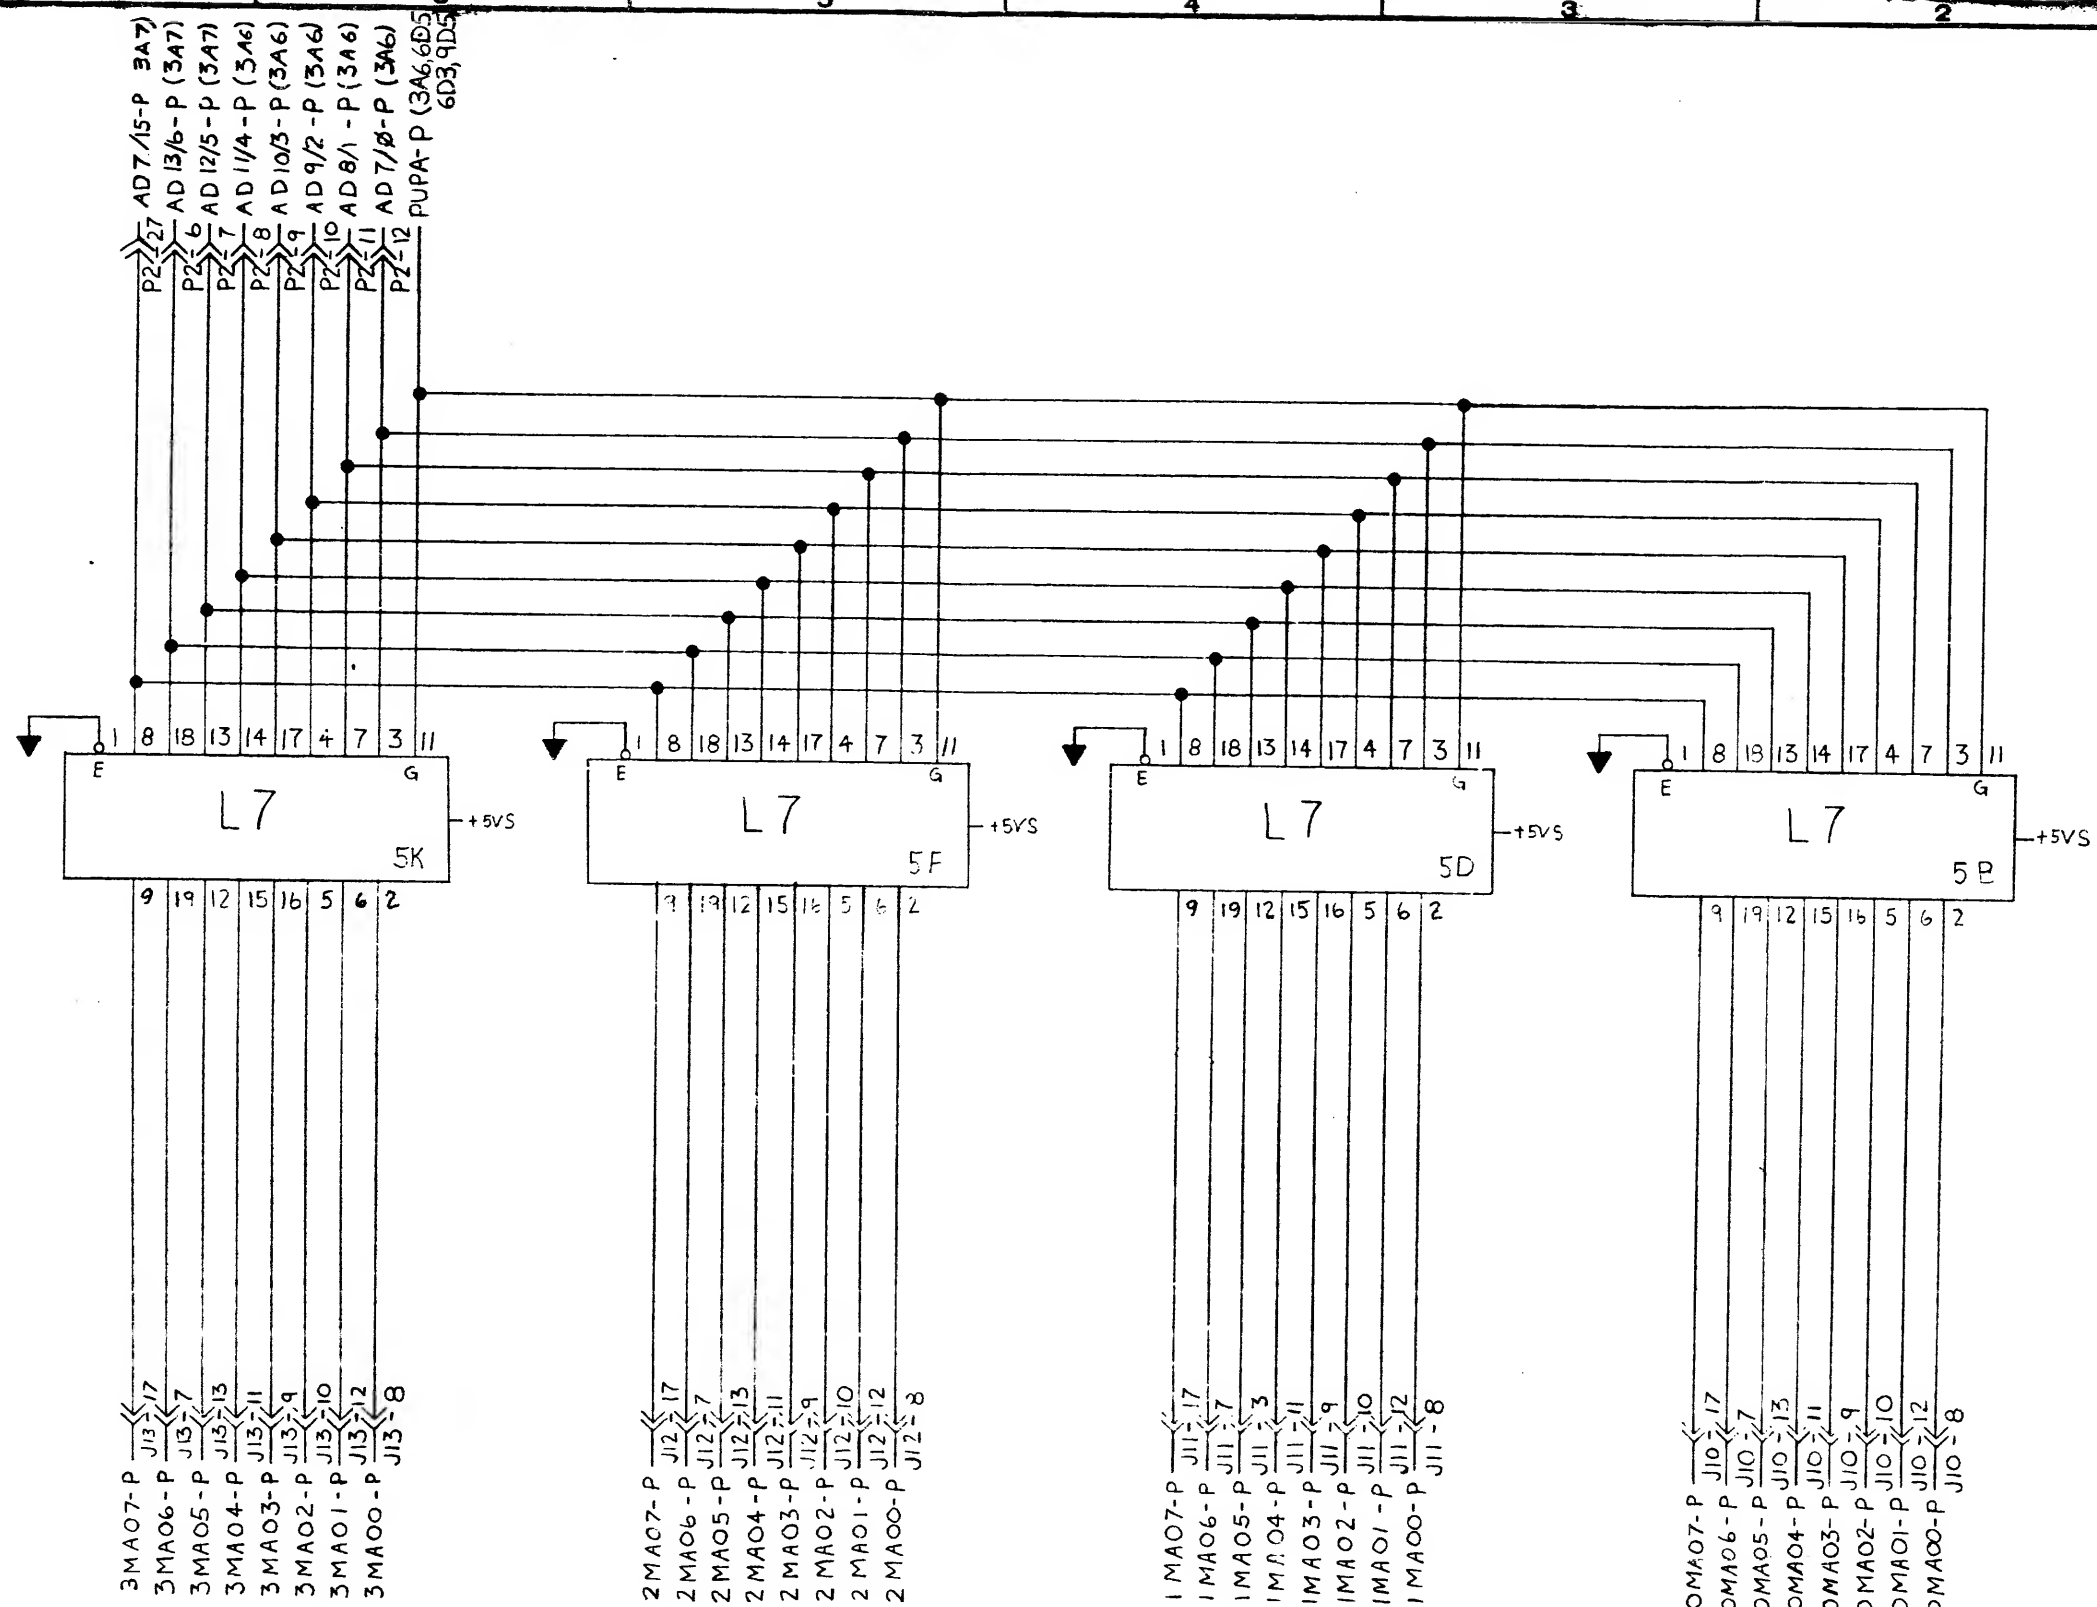 4
3
2
AD7/15-P 3A7)
AD13/6-P (3A7)
AD12/5-P (3A7)
AD11/4-P (3A6)
AD10/3-P (3A6)
AD9/2-P (3A6)
AD8/1-P (3A6)
AD7/Ø-P (3A6)
PUPA-P (3A6,6D5
6D3,9D5
P2-27
P2-6
P2-7
P2-8
P2-9
P2-10
P2-11
P2-12
1 8 18 13 14 17 4 7 3 11
E G
L7
5K
+5VS
9 19 12 15 16 5 6 2
1 8 18 13 14 17 4 7 3 11
E G
L7
5F
+5VS
9 19 12 15 16 5 6 2
1 8 18 13 14 17 4 7 3 11
E G
L7
5D
+5VS
9 19 12 15 16 5 6 2
1 8 18 13 14 17 4 7 3 11
E G
L7
5B
+5VS
9 19 12 15 16 5 6 2
J13-17
J13-7
J13-13
J13-11
J13-9
J13-10
J13-12
J13-8
3MA07-P
3MA06-P
3MA05-P
3MA04-P
3MA03-P
3MA02-P
3MA01-P
3MA00-P
J12-17
J12-7
J12-13
J12-11
J12-9
J12-10
J12-12
J12-8
2MA07-P
2MA06-P
2MA05-P
2MA04-P
2MA03-P
2MA02-P
2MA01-P
2MA00-P
J11-17
J11-7
J11-3
J11-11
J11-9
J11-10
J11-12
J11-8
1MA07-P
1MA06-P
1MA05-P
1MA04-P
1MA03-P
1MA02-P
1MA01-P
1MA00-P
J10-17
J10-7
J10-13
J10-11
J10-9
J10-10
J10-12
J10-8
0MA07-P
0MA06-P
0MA05-P
0MA04-P
0MA03-P
0MA02-P
0MA01-P
0MA00-P